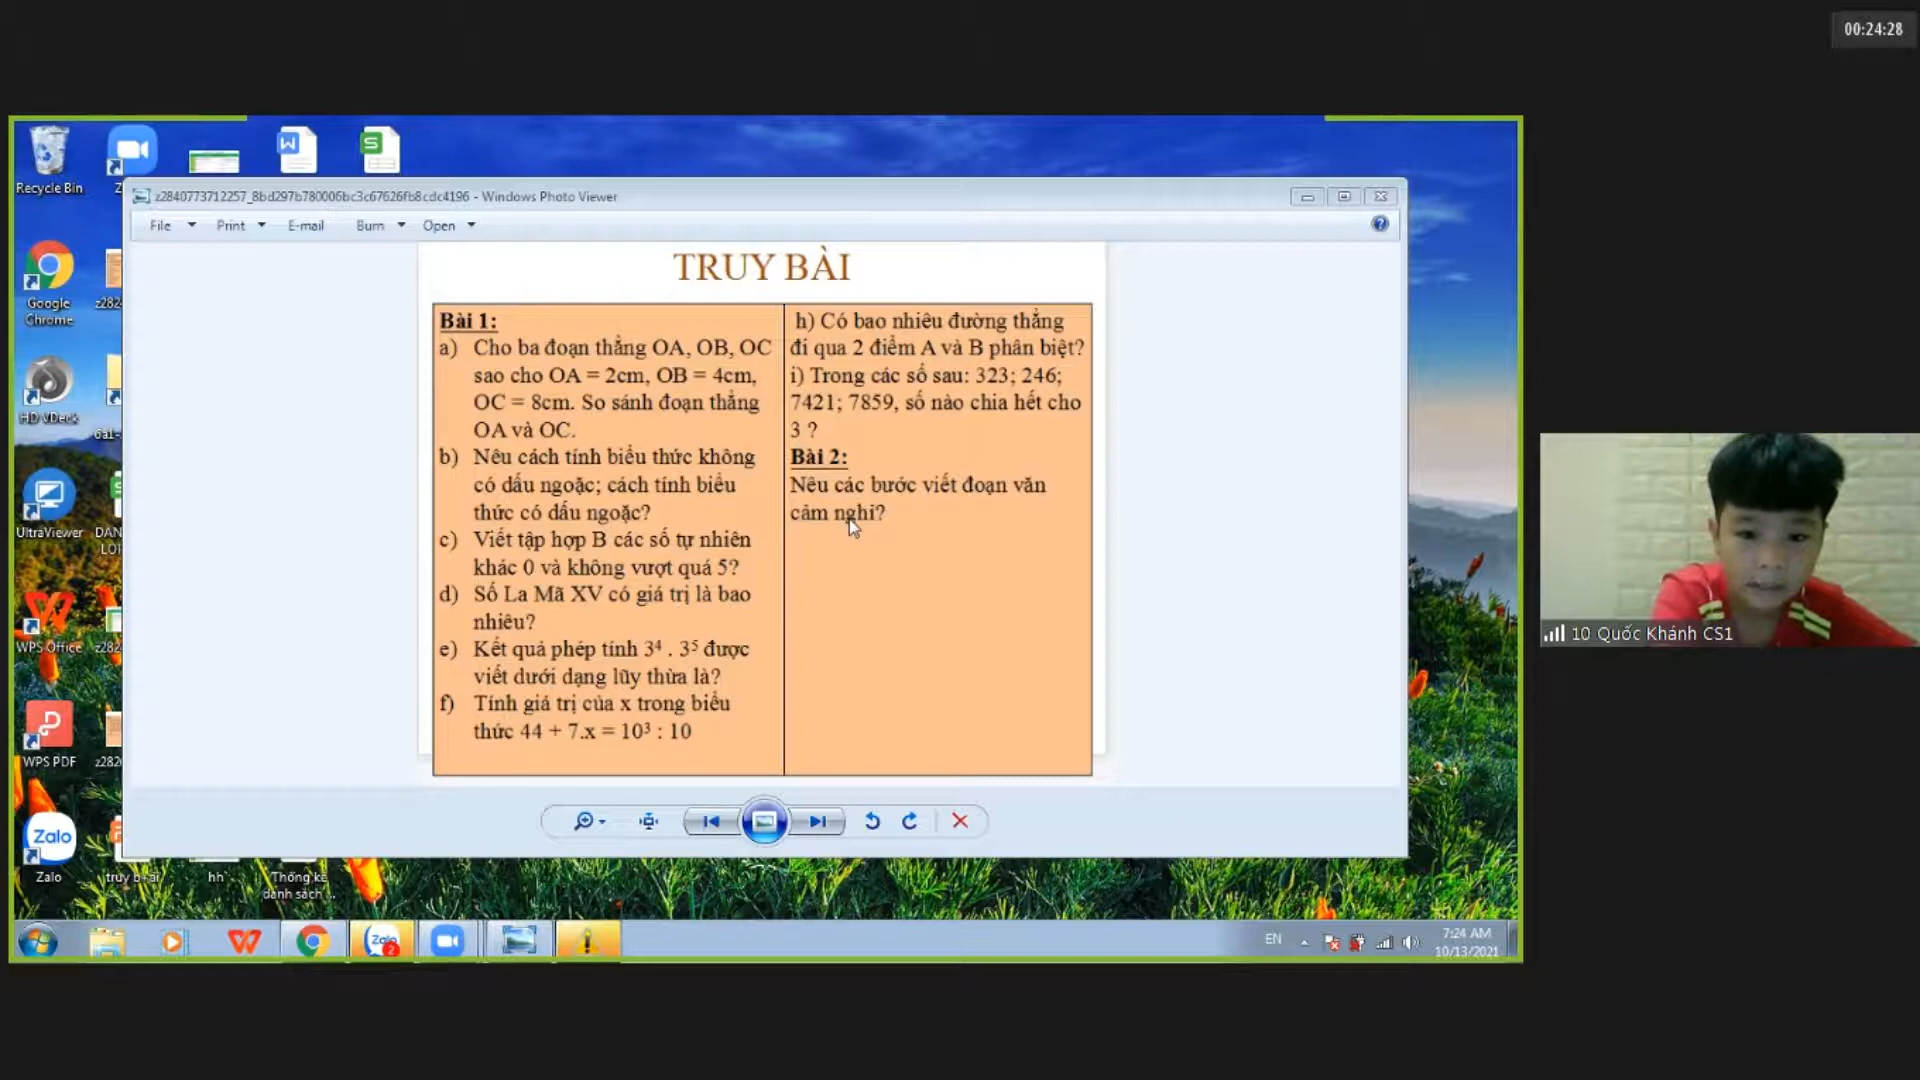 00:24:28
Recycle Bin
z2840773712257_8bd297b780006bc3c67626fb8cdc4196 - Windows Photo Viewer
File Print E-mail Burn Open
TRUY BÀI
Bài 1:
a) Cho ba đoạn thẳng OA, OB, OC
sao cho OA = 2cm, OB = 4cm,
OC = 8cm. So sánh đoạn thẳng
OA và OC.
b) Nêu cách tính biểu thức không
có dấu ngoặc; cách tính biểu
thức có dấu ngoặc?
c) Viết tập hợp B các số tự nhiên
khác 0 và không vượt quá 5?
d) Số La Mã XV có giá trị là bao
nhiêu?
e) Kết quả phép tính 3⁴ . 3⁵ được
viết dưới dạng lũy thừa là?
f) Tính giá trị của x trong biểu
thức 44 + 7.x = 10³ : 10
h) Có bao nhiêu đường thẳng
đi qua 2 điểm A và B phân biệt?
i) Trong các số sau: 323; 246;
7421; 7859, số nào chia hết cho
3 ?
Bài 2:
Nêu các bước viết đoạn văn
cảm nghĩ?
Google
Chrome
z282
HD VDeck
6a1-
UltraViewer
DAN
LO
WPS Office
z282
WPS PDF
z282
Zalo
Zalo
truy bài
hh
Thống kê
danh sách ...
10 Quốc Khánh CS1
EN
7:24 AM
10/13/2021